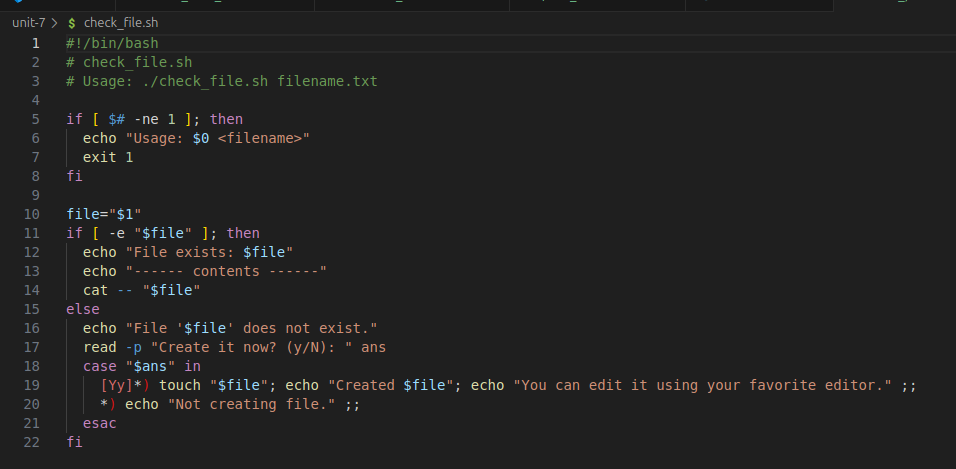 unit-7 > $ check_file.sh
1 #!/bin/bash
2 # check_file.sh
3 # Usage: ./check_file.sh filename.txt
4
5 if [ $# -ne 1 ]; then
6   echo "Usage: $0 <filename>"
7   exit 1
8 fi
9
10 file="$1"
11 if [ -e "$file" ]; then
12   echo "File exists: $file"
13   echo "------ contents ------"
14   cat -- "$file"
15 else
16   echo "File '$file' does not exist."
17   read -p "Create it now? (y/N): " ans
18   case "$ans" in
19     [Yy]*) touch "$file"; echo "Created $file"; echo "You can edit it using your favorite editor." ;;
20     *) echo "Not creating file." ;;
21   esac
22 fi